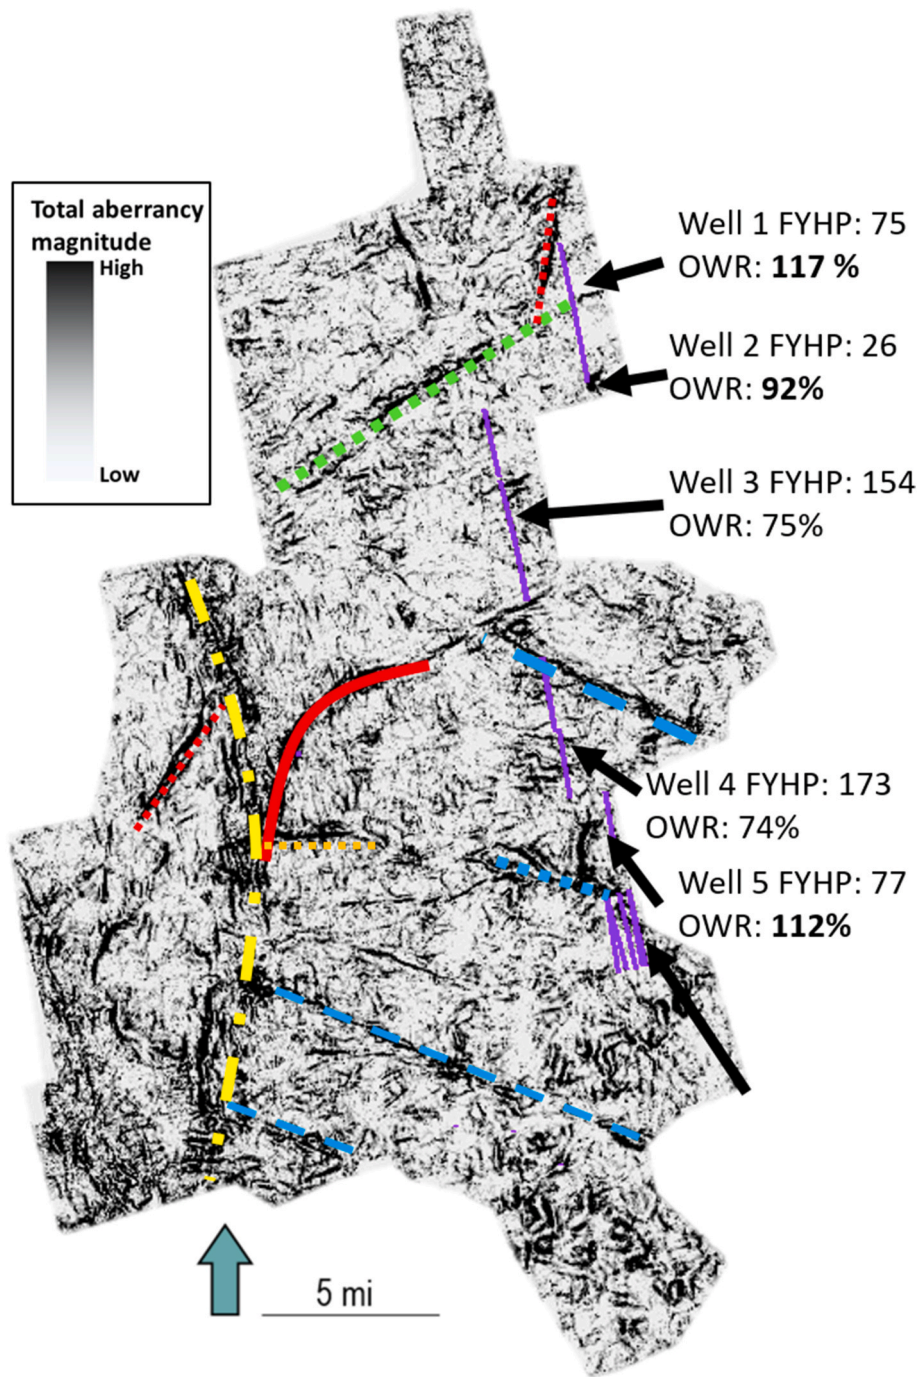 Total aberrancy
magnitude
High
Low
Well 1 FYHP: 75
OWR: 117 %
Well 2 FYHP: 26
OWR: 92%
Well 3 FYHP: 154
OWR: 75%
Well 4 FYHP: 173
OWR: 74%
Well 5 FYHP: 77
OWR: 112%
5 mi